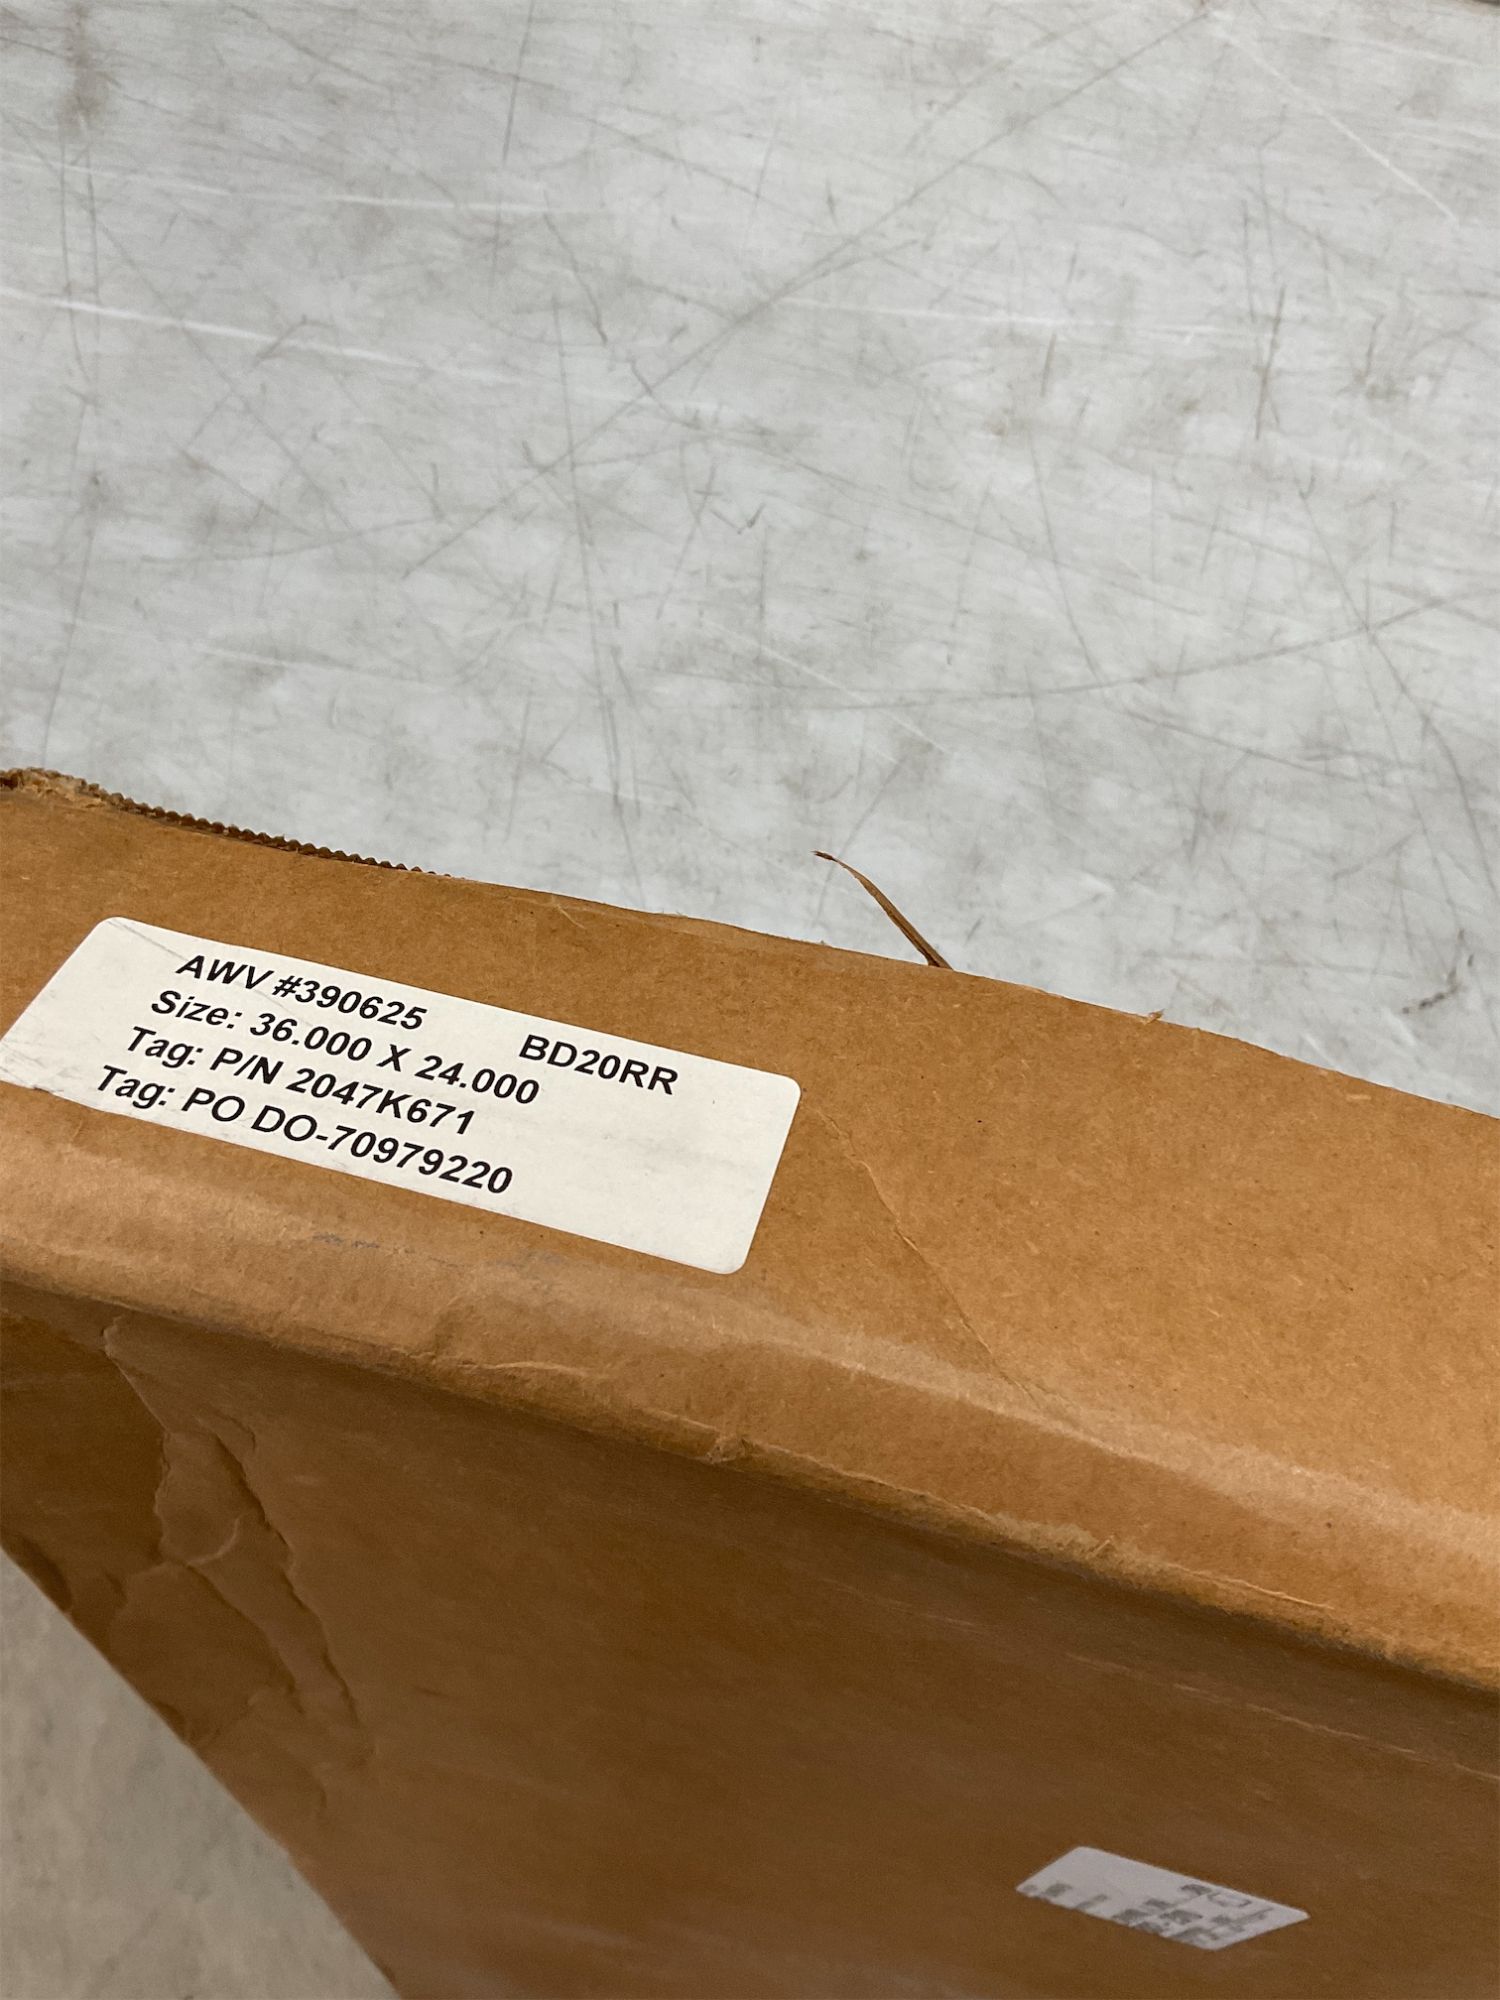 AWV #390625 BD20RR
Size: 36.000 X 24.000
Tag: P/N 2047K671
Tag: PO DO-70979220